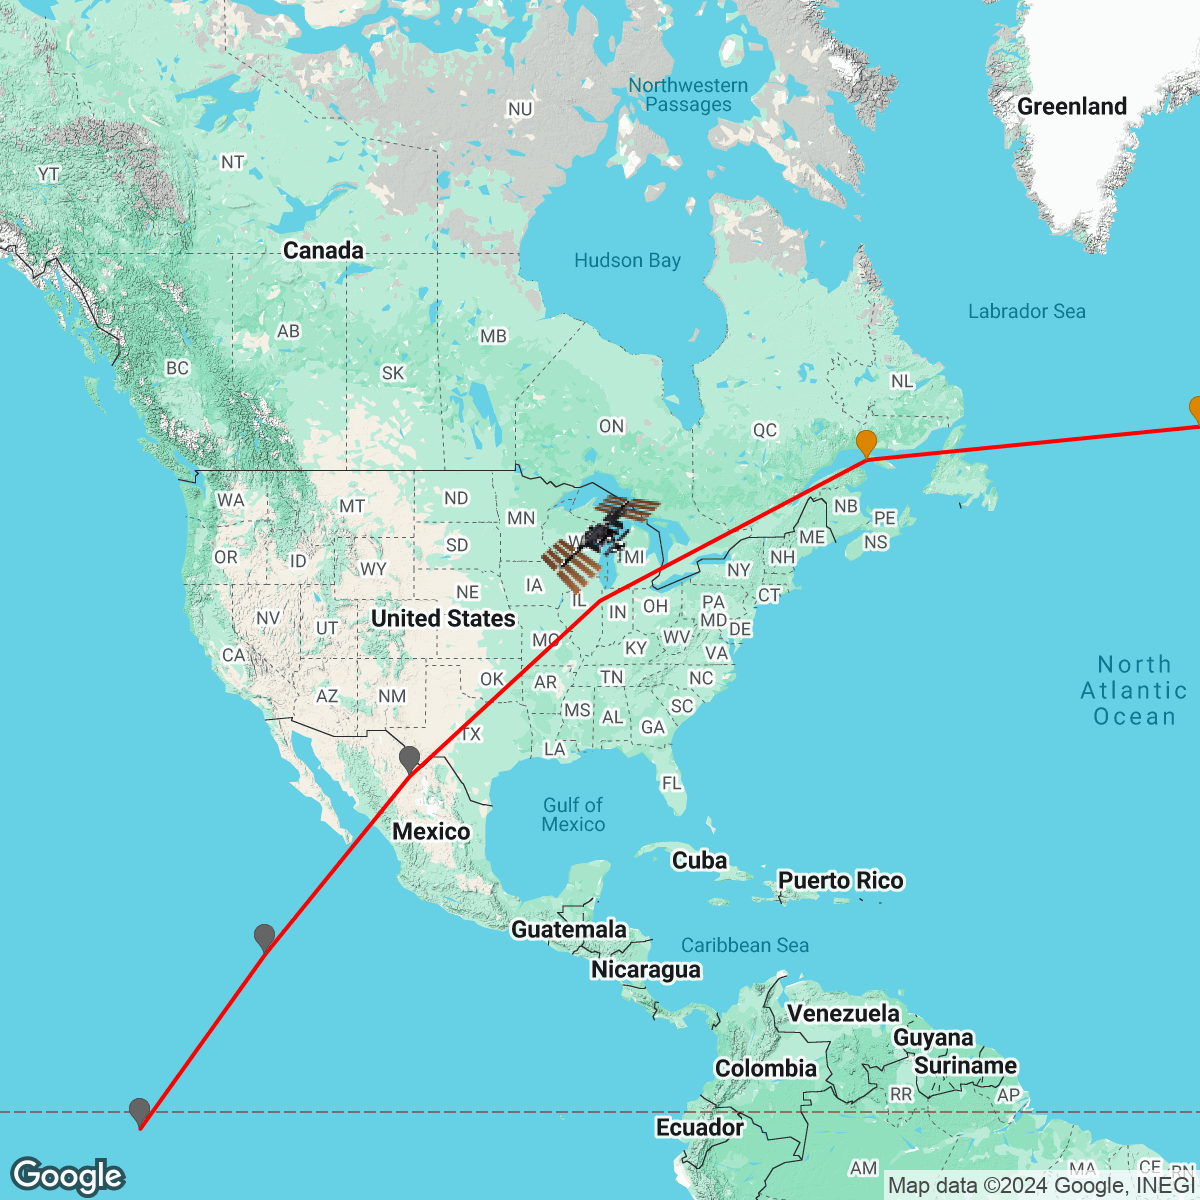 Northwestern
Passages
Greenland
NU
NT
YT
Canada
Hudson Bay
Labrador Sea
AB
MB
BC
SK
NL
ON
QC
WA
MT
ND
MN
NB
PE
NS
ME
OR
ID
SD
W
MI
NH
WY
IA
NY
CT
NE
IL
IN
OH
PA
NV
UT
United States
MD
DE
MO
KY
WV
VA
CA
North
Atlantic
Ocean
AZ
NM
OK
AR
TN
NC
MS
AL
SC
GA
TX
LA
FL
Gulf of
Mexico
Mexico
Cuba
Puerto Rico
Guatemala
Caribbean Sea
Nicaragua
Venezuela
Guyana
Suriname
Colombia
RR
AP
Ecuador
AM
MA
CE
RN
Google
Map data ©2024 Google, INEGI